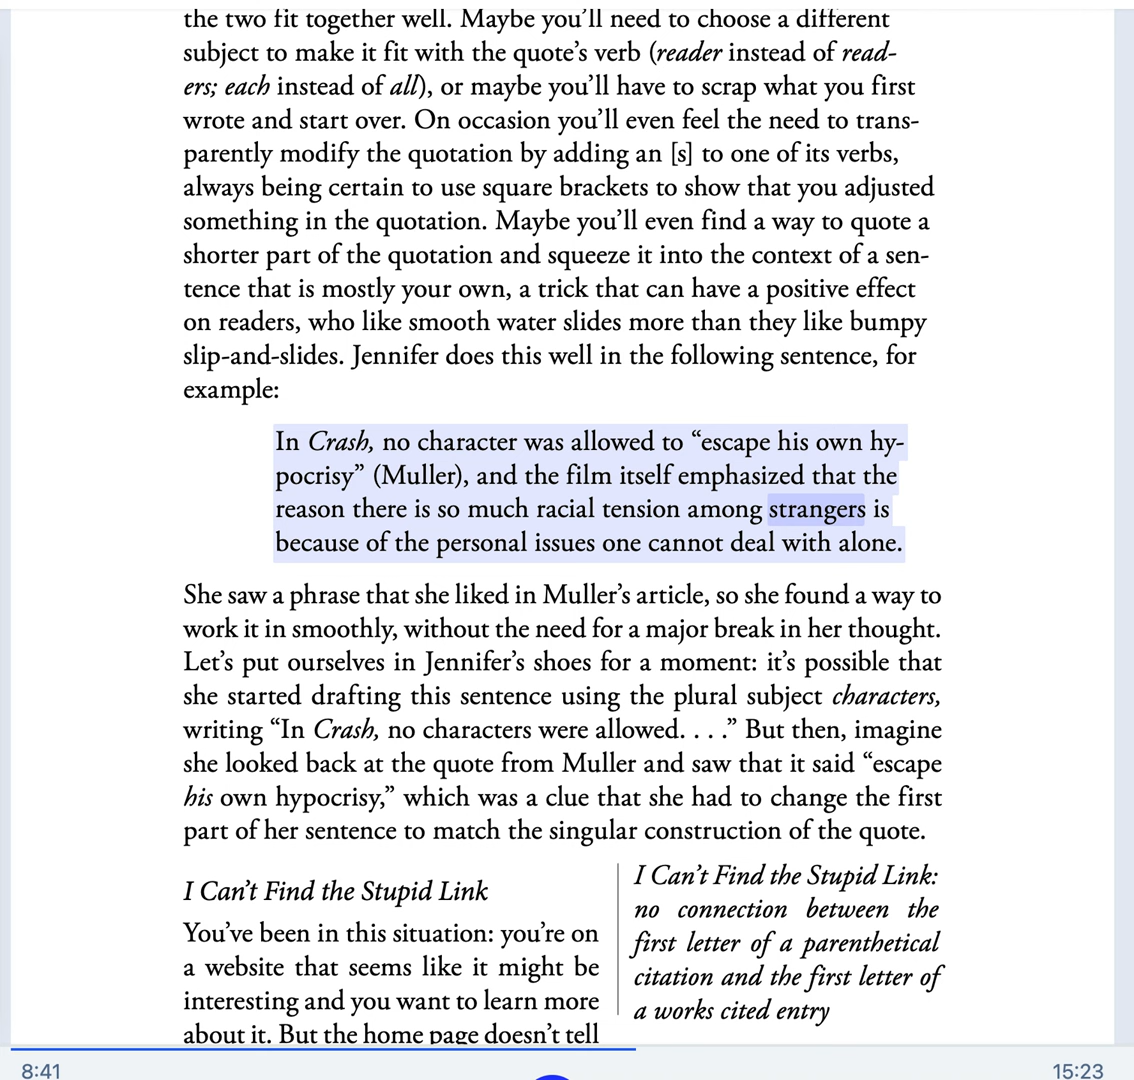 the two fit together well. Maybe you’ll need to choose a different
subject to make it fit with the quote’s verb (reader instead of read-
ers; each instead of all), or maybe you’ll have to scrap what you first
wrote and start over. On occasion you’ll even feel the need to trans-
parently modify the quotation by adding an [s] to one of its verbs,
always being certain to use square brackets to show that you adjusted
something in the quotation. Maybe you’ll even find a way to quote a
shorter part of the quotation and squeeze it into the context of a sen-
tence that is mostly your own, a trick that can have a positive effect
on readers, who like smooth water slides more than they like bumpy
slip-and-slides. Jennifer does this well in the following sentence, for
example:
In Crash, no character was allowed to “escape his own hy-
pocrisy” (Muller), and the film itself emphasized that the
reason there is so much racial tension among strangers is
because of the personal issues one cannot deal with alone.
She saw a phrase that she liked in Muller’s article, so she found a way to
work it in smoothly, without the need for a major break in her thought.
Let’s put ourselves in Jennifer’s shoes for a moment: it’s possible that
she started drafting this sentence using the plural subject characters,
writing “In Crash, no characters were allowed. . . .” But then, imagine
she looked back at the quote from Muller and saw that it said “escape
his own hypocrisy,” which was a clue that she had to change the first
part of her sentence to match the singular construction of the quote.
I Can’t Find the Stupid Link
You’ve been in this situation: you’re on
a website that seems like it might be
interesting and you want to learn more
about it. But the home page doesn’t tell
I Can’t Find the Stupid Link:
no connection between the
first letter of a parenthetical
citation and the first letter of
a works cited entry
8:41
15:23